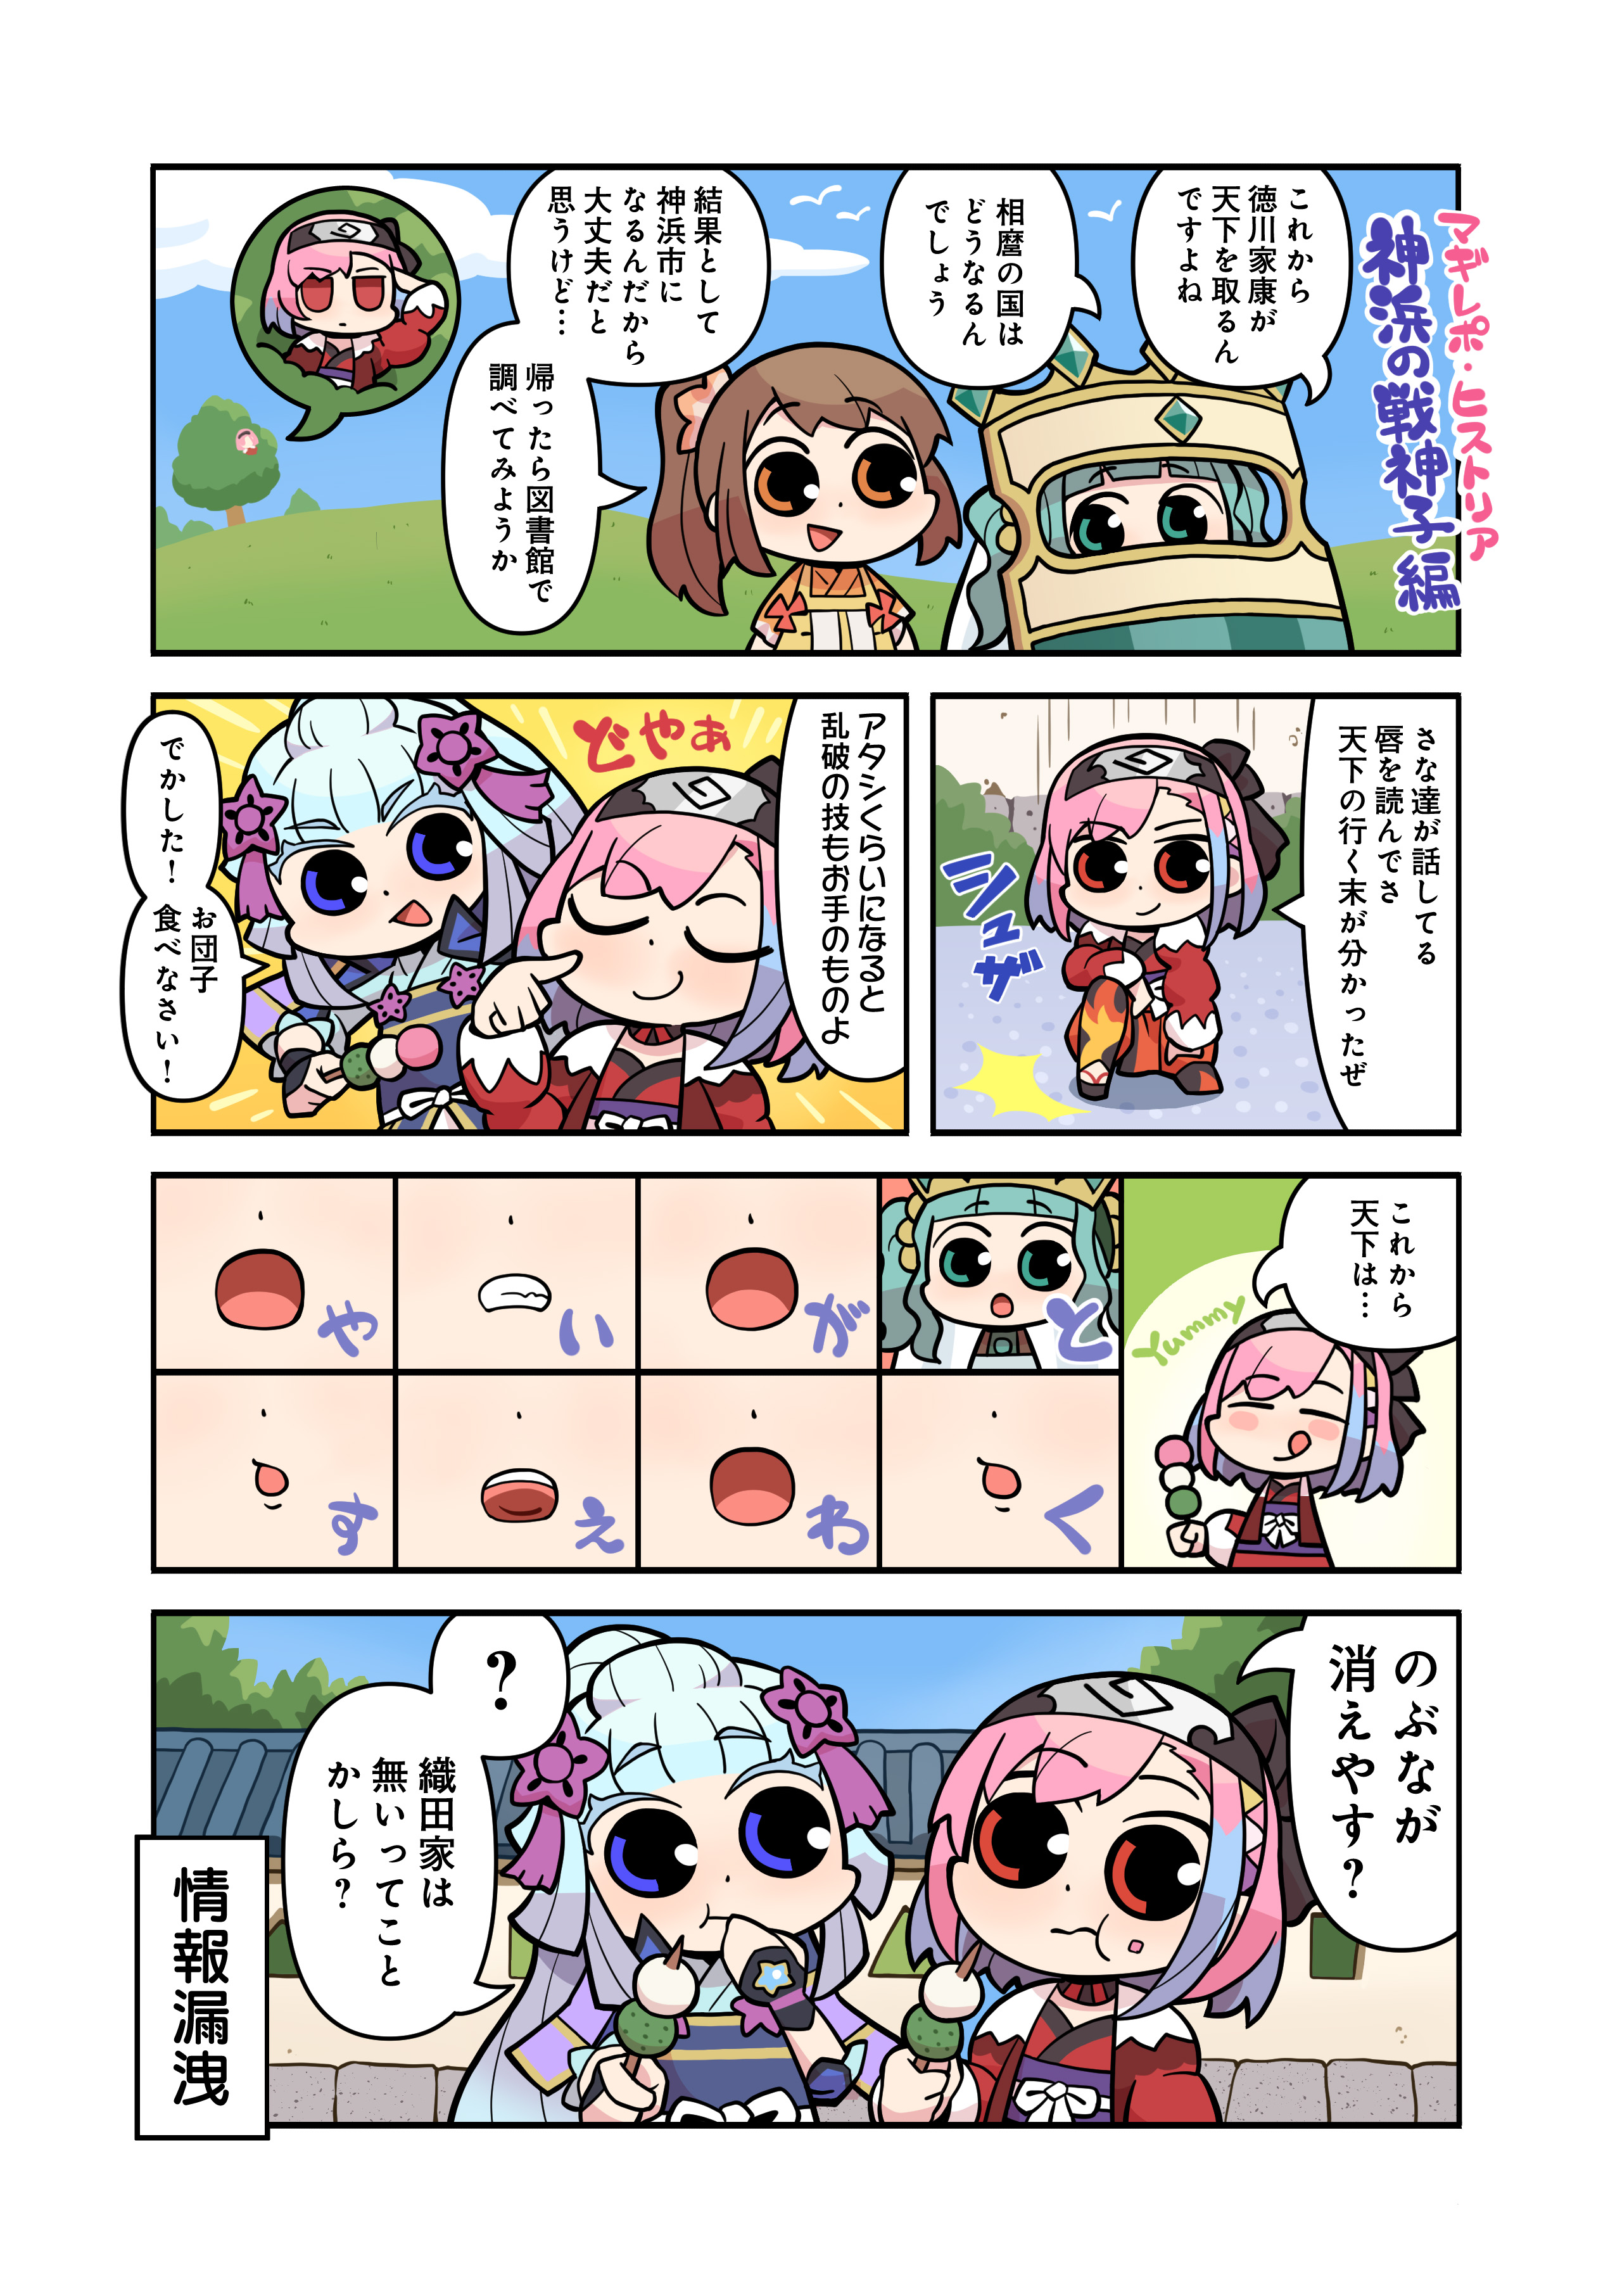 マギレポ・ヒストリア
神浜の戦神子編
これから
徳川家康が
天下を取るん
ですよね
相麿の国は
どうなるん
でしょう
結果として
神浜市に
なるんだから
大丈夫だと
思うけど…
帰ったら図書館で
調べてみようか
さな達が話してる
唇を読んでさ
天下の行く末が分かったぜ
シュザ
アタシくらいになると
乱破の技もお手のものよ
どやぁ
でかした！
お団子
食べなさい！
これから
天下は…
Yummy
と
が
い
や
く
わ
え
す
のぶなが
消えやす？
？
織田家は
無いってこと
かしら？
情報漏洩